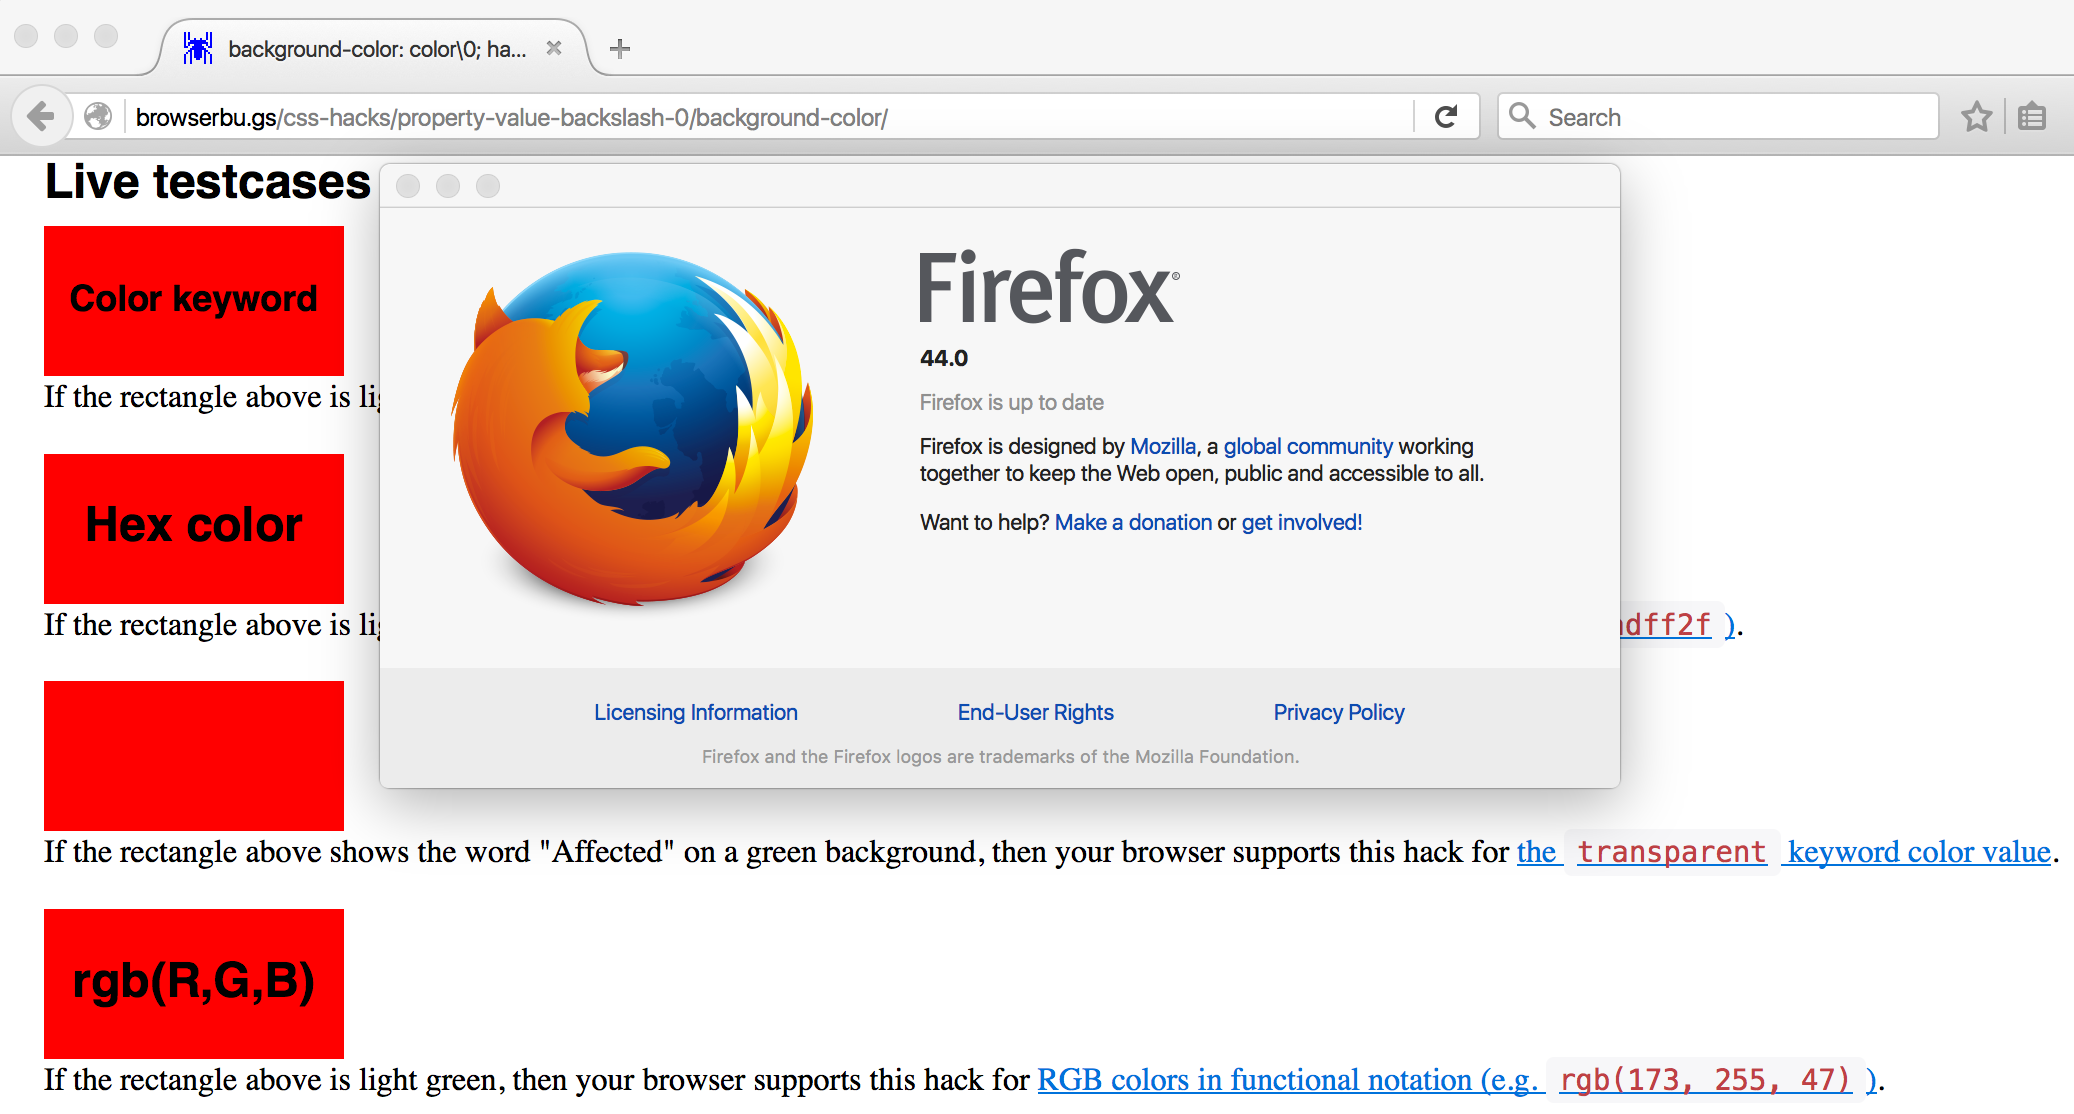 background-color: color\0; ha...
browserbu.gs/css-hacks/property-value-backslash-0/background-color/
Search
Live testcases
Color keyword
If the rectangle above is
Hex color
If the rectangle above is
dff2f ).
If the rectangle above shows the word "Affected" on a green background, then your browser supports this hack for the transparent keyword color value.
rgb(R,G,B)
If the rectangle above is light green, then your browser supports this hack for RGB colors in functional notation (e.g. rgb(173, 255, 47) ).
Firefox®
44.0
Firefox is up to date
Firefox is designed by Mozilla, a global community working
together to keep the Web open, public and accessible to all.
Want to help? Make a donation or get involved!
Licensing Information
End-User Rights
Privacy Policy
Firefox and the Firefox logos are trademarks of the Mozilla Foundation.